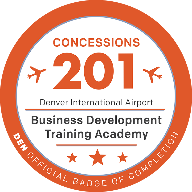 CONCESSIONS
201
Denver International Airport
Business Development
Training Academy
DEN OFFICIAL BADGE OF COMPLETION